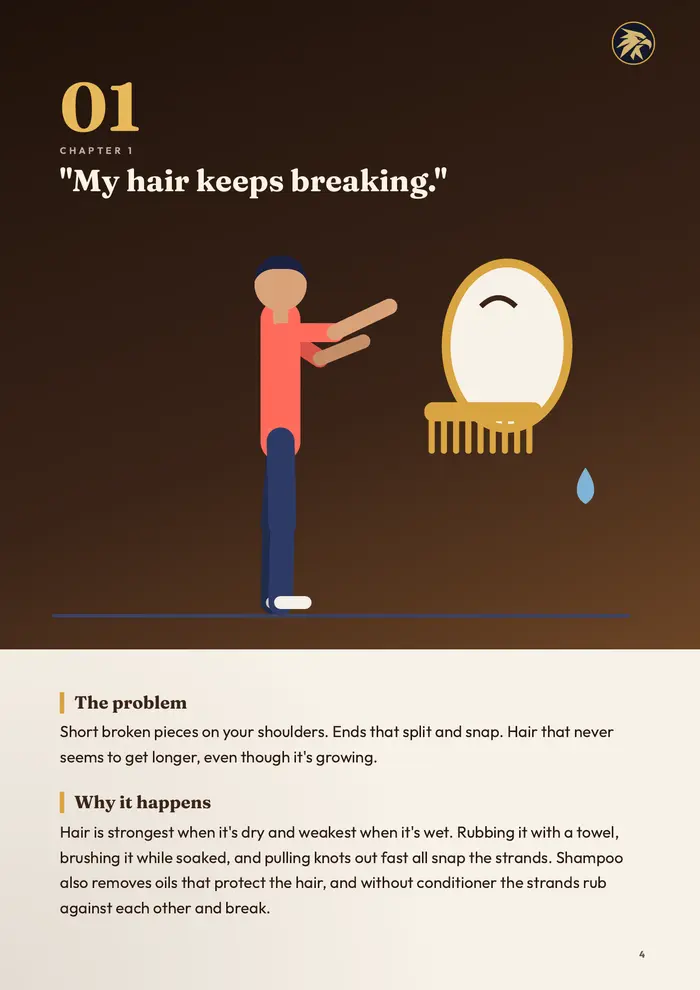 01
CHAPTER 1
"My hair keeps breaking."
The problem
Short broken pieces on your shoulders. Ends that split and snap. Hair that never
seems to get longer, even though it's growing.
Why it happens
Hair is strongest when it's dry and weakest when it's wet. Rubbing it with a towel,
brushing it while soaked, and pulling knots out fast all snap the strands. Shampoo
also removes oils that protect the hair, and without conditioner the strands rub
against each other and break.
4